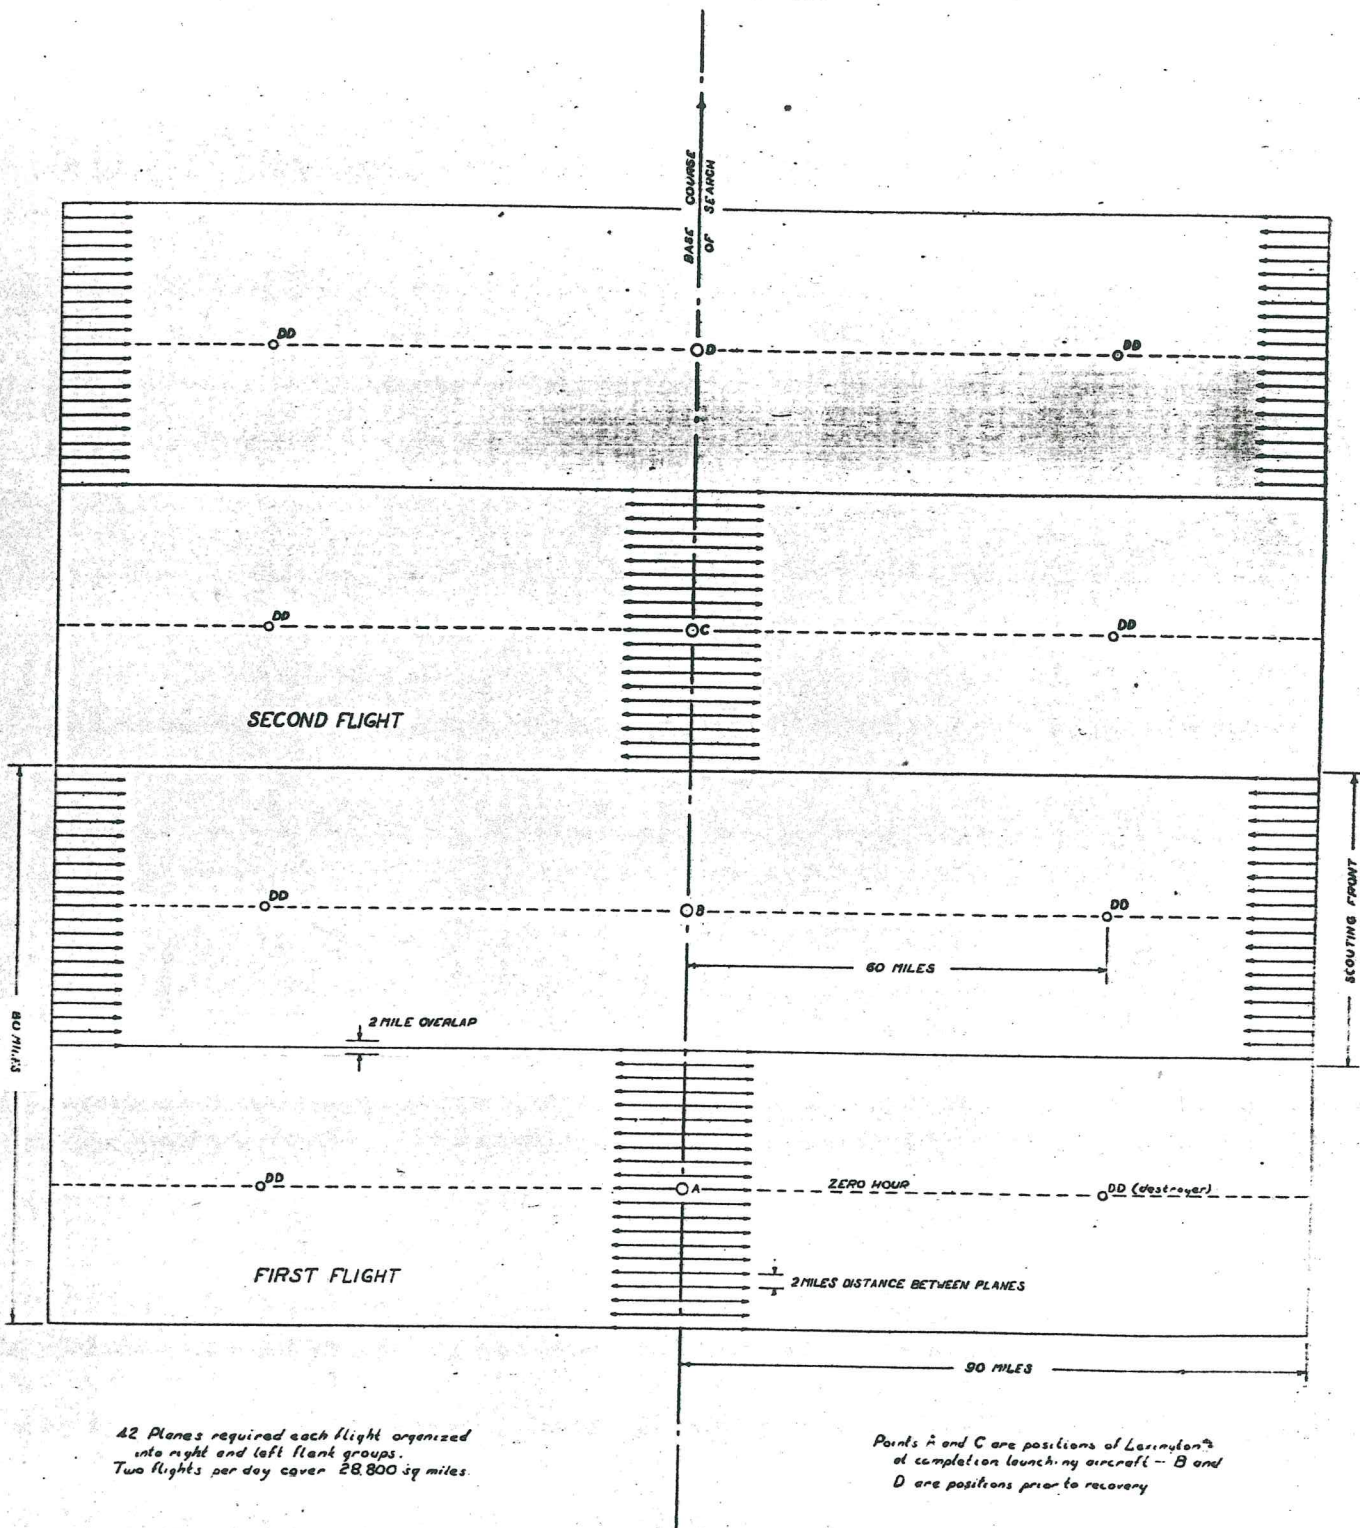 BASE COURSE
OF SEARCH
DD
D
DD
DD
C
DD
SECOND FLIGHT
DD
B
DD
60 MILES
SCOUTING FRONT
2 MILE OVERLAP
80 MILES
DD
A
ZERO HOUR
DD (destroyer)
FIRST FLIGHT
2 MILES DISTANCE BETWEEN PLANES
90 MILES
42 Planes required each flight organized
into right and left flank groups.
Two flights per day cover 28,800 sq miles.
Points A and C are positions of Lexington
at completion launching aircraft -- B and
D are positions prior to recovery